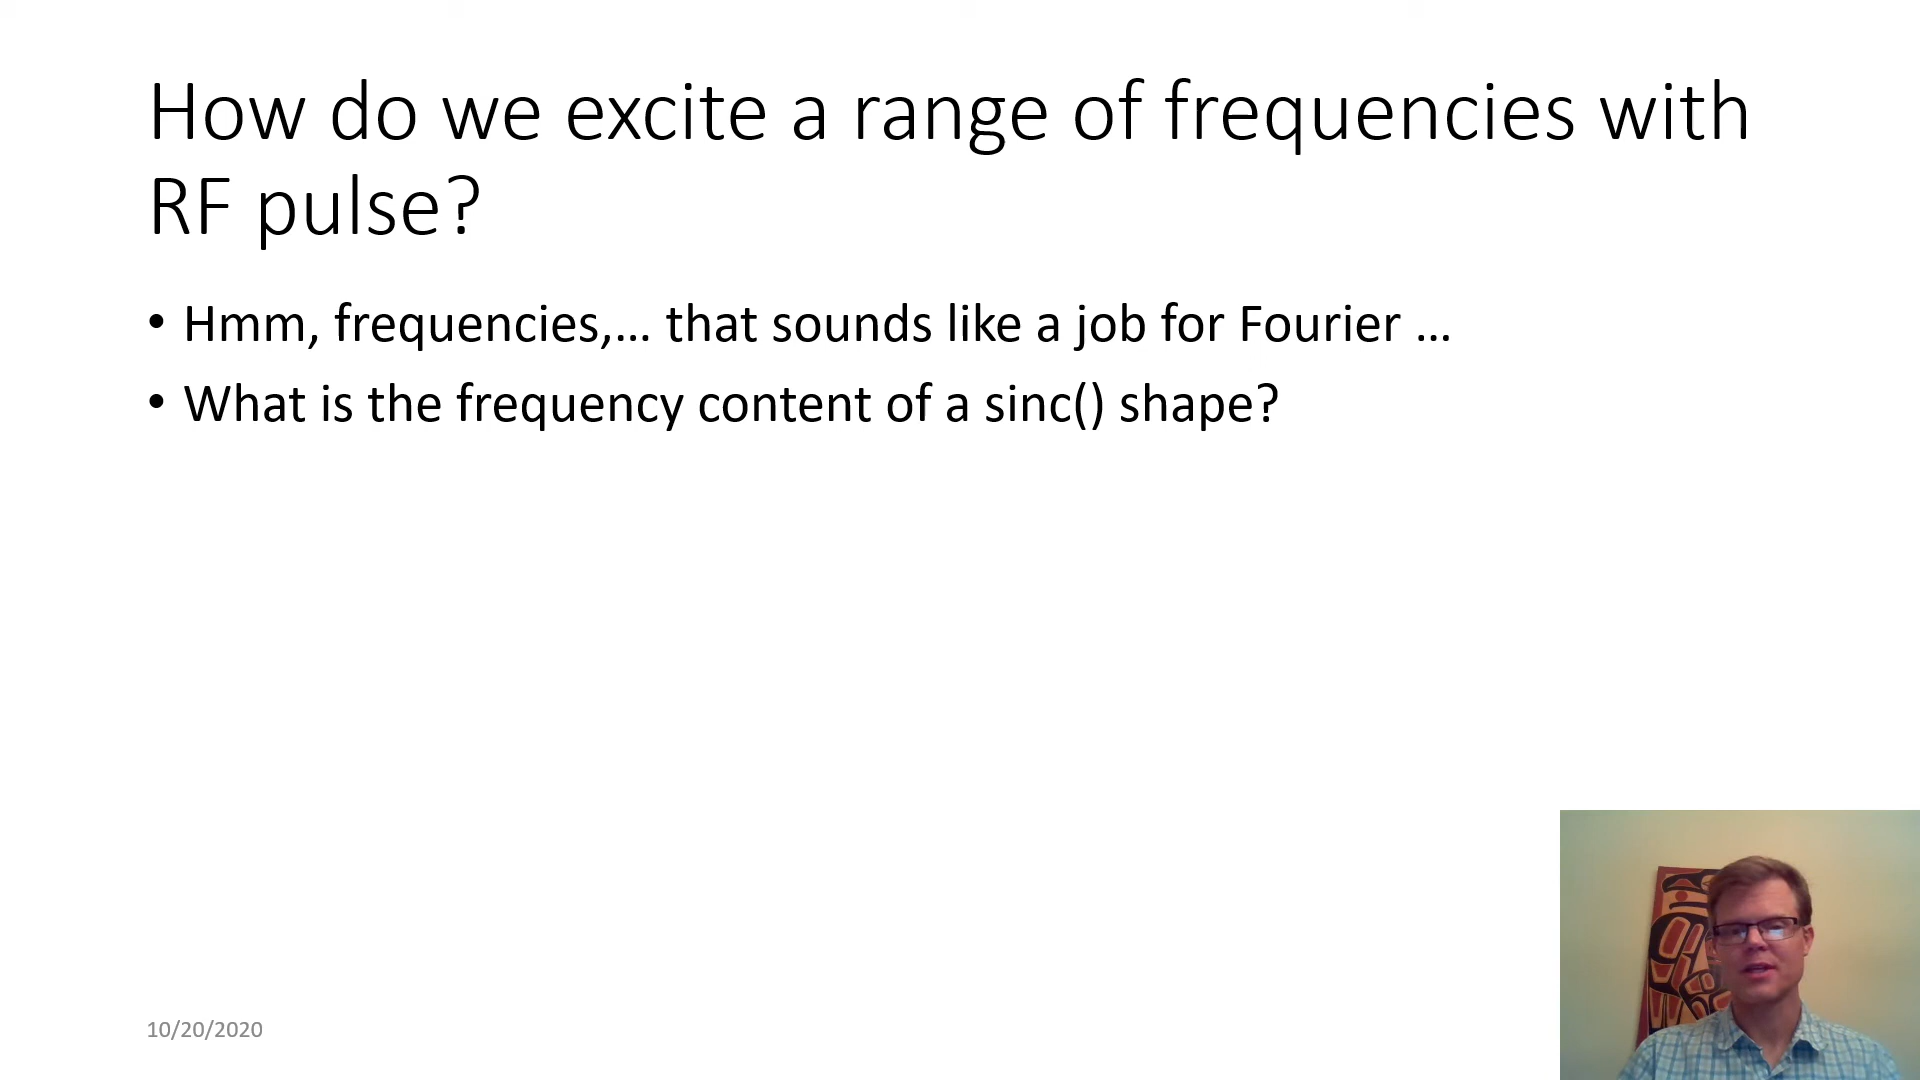 How do we excite a range of frequencies with
RF pulse?
• Hmm, frequencies,… that sounds like a job for Fourier …
• What is the frequency content of a sinc() shape?
10/20/2020